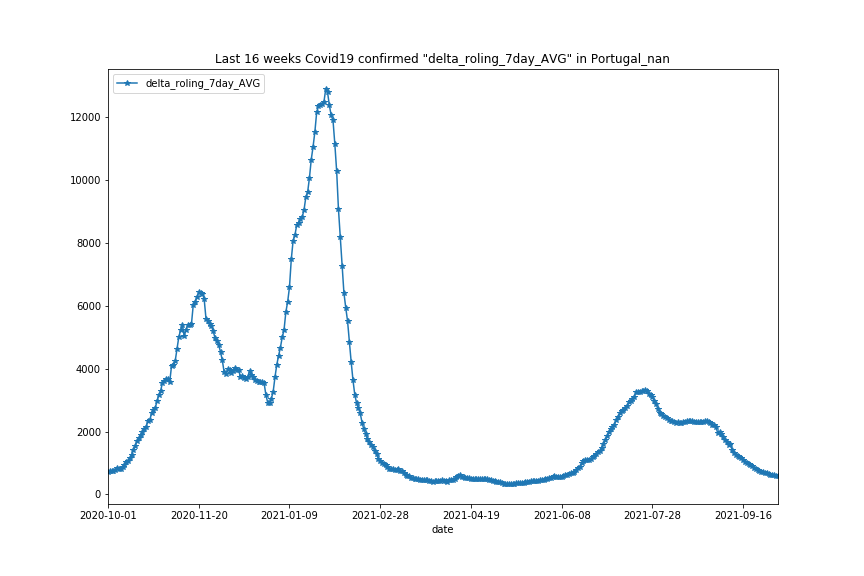 Last 16 weeks Covid19 confirmed "delta_roling_7day_AVG" in Portugal_nan
delta_roling_7day_AVG
12000
10000
8000
6000
4000
2000
0
2020-10-01 2020-11-20 2021-01-09 2021-02-28 2021-04-19 2021-06-08 2021-07-28 2021-09-16
date